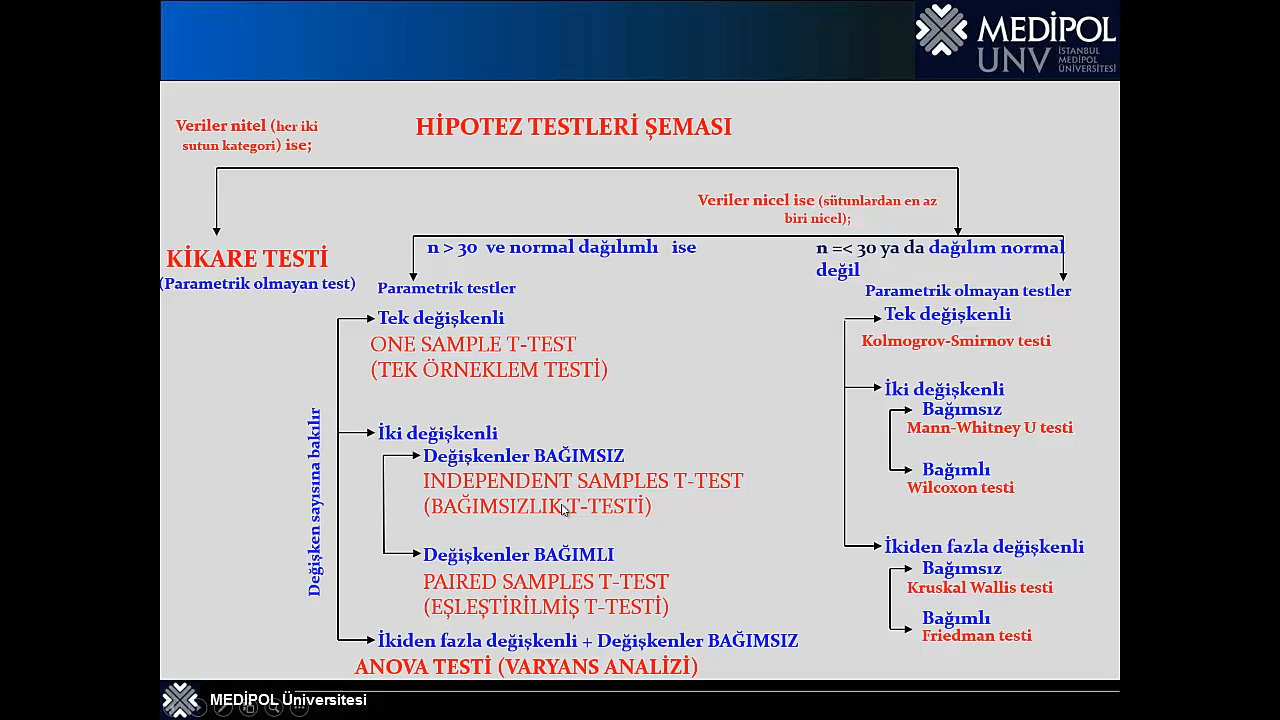 MEDİPOL
UNV
İSTANBUL
MEDİPOL
ÜNİVERSİTESİ
Veriler nitel (her iki
sutun kategori) ise;
HİPOTEZ TESTLERİ ŞEMASI
Veriler nicel ise (sütunlardan en az
biri nicel);
KİKARE TESTİ
(Parametrik olmayan test)
n > 30 ve normal dağılımlı ise
n =< 30 ya da dağılım normal
değil
Parametrik testler
Parametrik olmayan testler
Değişken sayısına bakılır
Tek değişkenli
ONE SAMPLE T-TEST
(TEK ÖRNEKLEM TESTİ)
İki değişkenli
Değişkenler BAĞIMSIZ
INDEPENDENT SAMPLES T-TEST
(BAĞIMSIZLIK T-TESTİ)
Değişkenler BAĞIMLI
PAIRED SAMPLES T-TEST
(EŞLEŞTİRİLMİŞ T-TESTİ)
İkiden fazla değişkenli + Değişkenler BAĞIMSIZ
ANOVA TESTİ (VARYANS ANALİZİ)
Tek değişkenli
Kolmogrov-Smirnov testi
İki değişkenli
Bağımsız
Mann-Whitney U testi
Bağımlı
Wilcoxon testi
İkiden fazla değişkenli
Bağımsız
Kruskal Wallis testi
Bağımlı
Friedman testi
MEDİPOL Üniversitesi